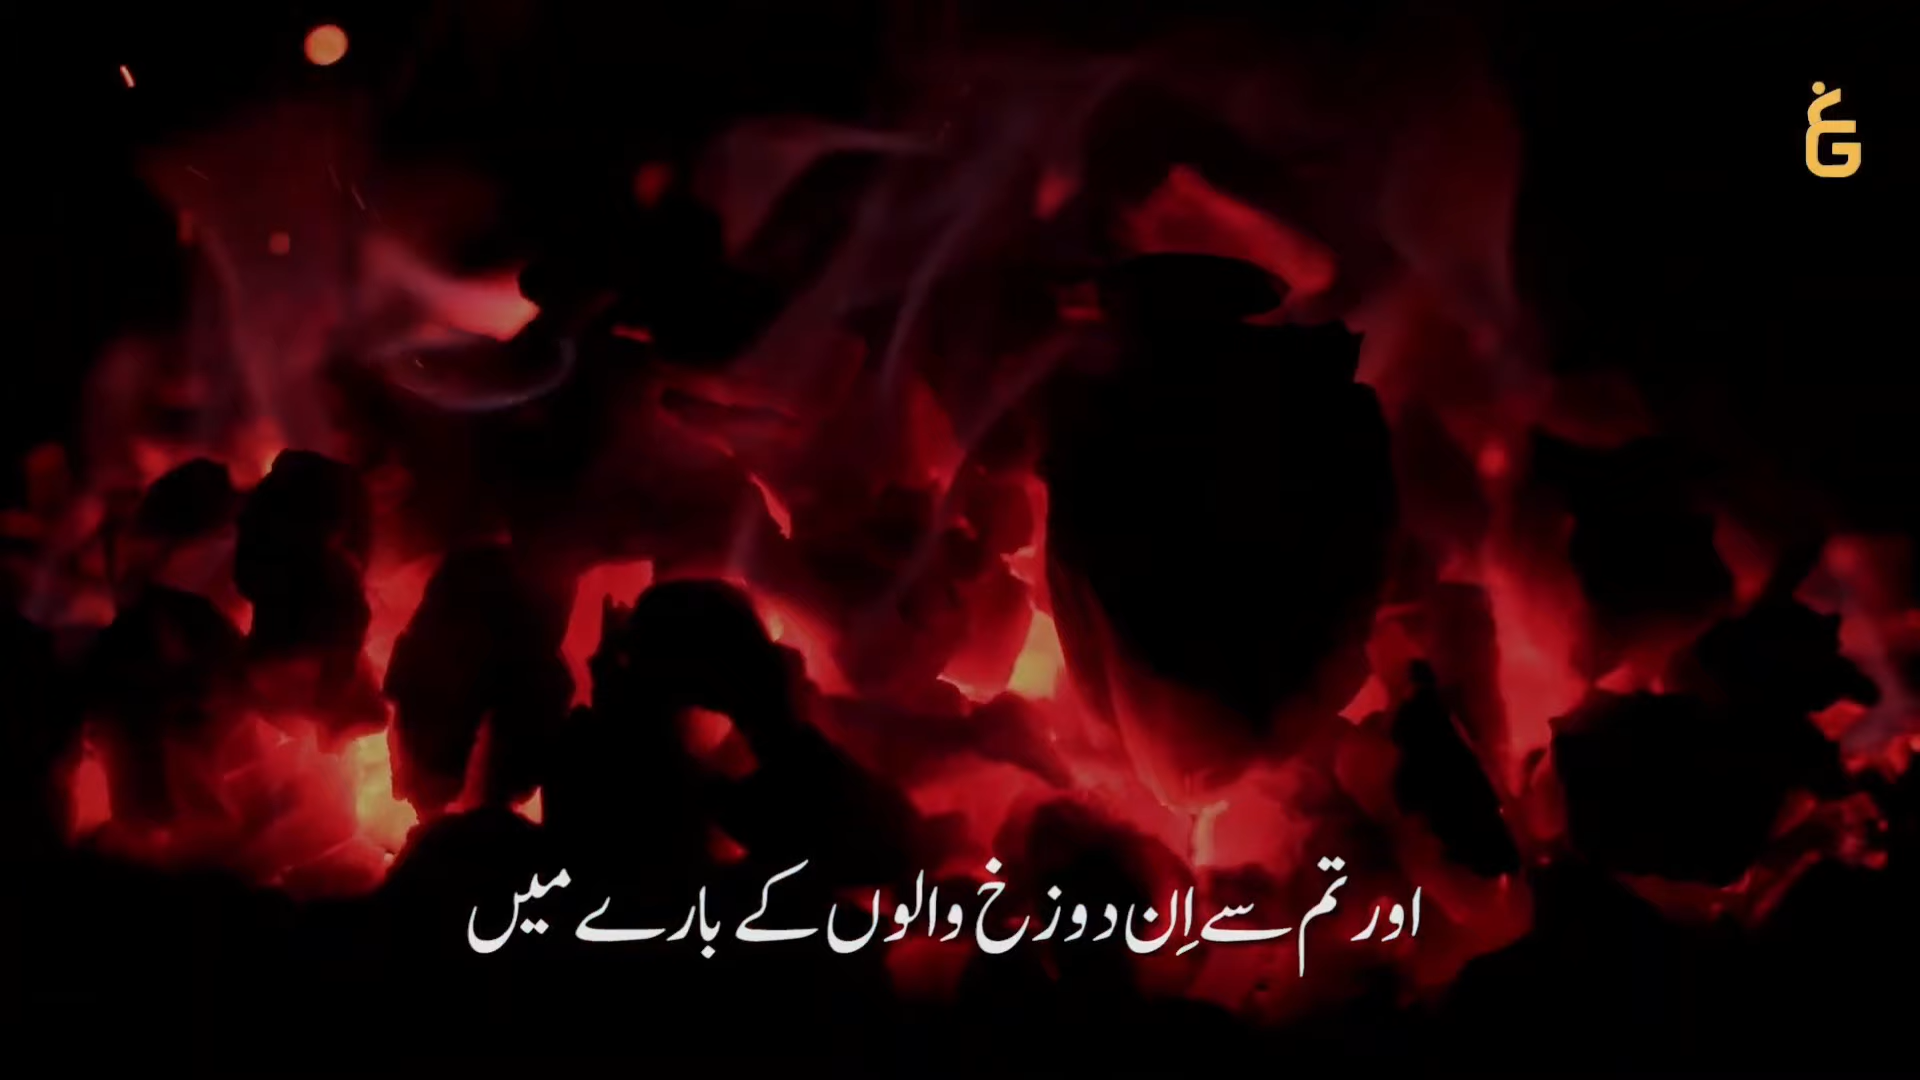 اور تم سے اِن دوزخ والوں کے بارے میں